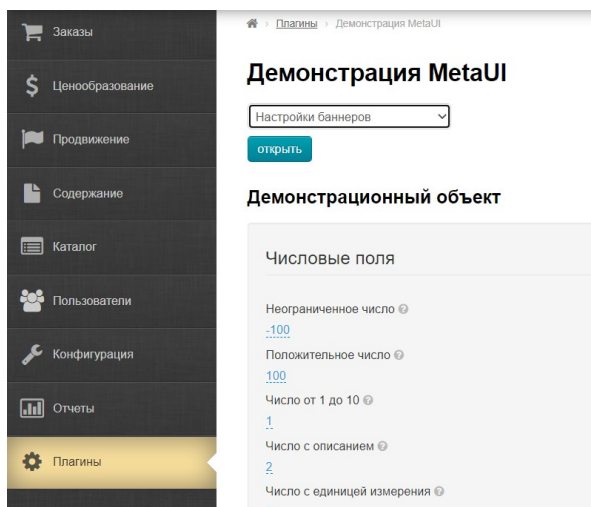 Заказы
Ценообразование
Продвижение
Содержание
Каталог
Пользователи
Конфигурация
Отчеты
Плагины
Плагины › Демонстрация MetaUI
Демонстрация MetaUI
Настройки баннеров
открыть
Демонстрационный объект
Числовые поля
Неограниченное число
-100
Положительное число
100
Число от 1 до 10
1
Число с описанием
2
Число с единицей измерения